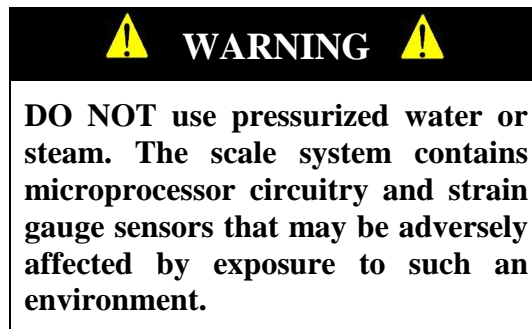 WARNING
DO NOT use pressurized water or
steam. The scale system contains
microprocessor circuitry and strain
gauge sensors that may be adversely
affected by exposure to such an
environment.